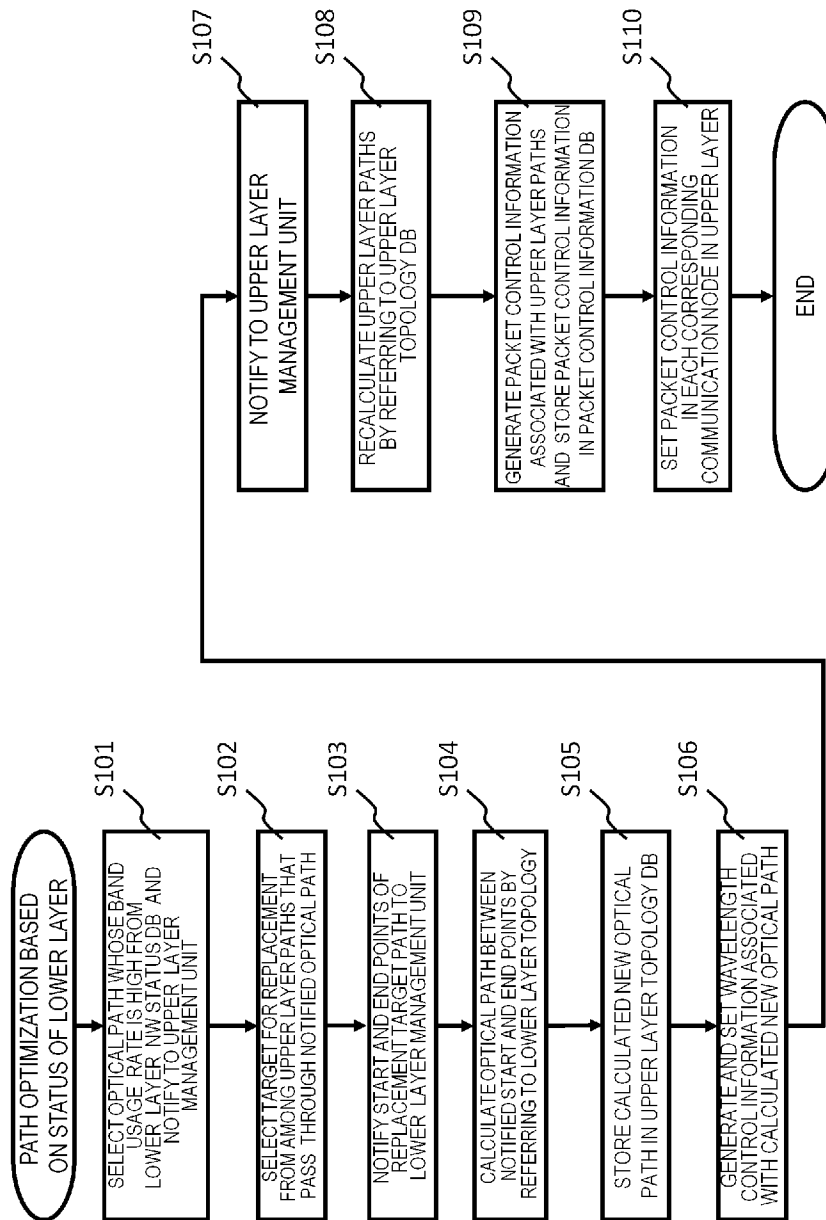 PATH OPTIMIZATION BASED
ON STATUS OF LOWER LAYER
S101
SELECT OPTICAL PATH WHOSE BAND
USAGE RATE IS HIGH FROM
LOWER LAYER NW STATUS DB AND
NOTIFY TO UPPER LAYER
MANAGEMENT UNIT
S102
SELECT TARGET FOR REPLACEMENT
FROM AMONG UPPER LAYER PATHS THAT
PASS THROUGH NOTIFIED OPTICAL PATH
S103
NOTIFY START AND END POINTS OF
REPLACEMENT TARGET PATH TO
LOWER LAYER MANAGEMENT UNIT
S104
CALCULATE OPTICAL PATH BETWEEN
NOTIFIED START AND END POINTS BY
REFERRING TO LOWER LAYER TOPOLOGY
S105
STORE CALCULATED NEW OPTICAL
PATH IN UPPER LAYER TOPOLOGY DB
S106
GENERATE AND SET WAVELENGTH
CONTROL INFORMATION ASSOCIATED
WITH CALCULATED NEW OPTICAL PATH
S107
NOTIFY TO UPPER LAYER
MANAGEMENT UNIT
S108
RECALCULATE UPPER LAYER PATHS
BY REFERRING TO UPPER LAYER
TOPOLOGY DB
S109
GENERATE PACKET CONTROL INFORMATION
ASSOCIATED WITH UPPER LAYER PATHS
AND STORE PACKET CONTROL INFORMATION
IN PACKET CONTROL INFORMATION DB
S110
SET PACKET CONTROL INFORMATION
IN EACH CORRESPONDING
COMMUNICATION NODE IN UPPER LAYER
END